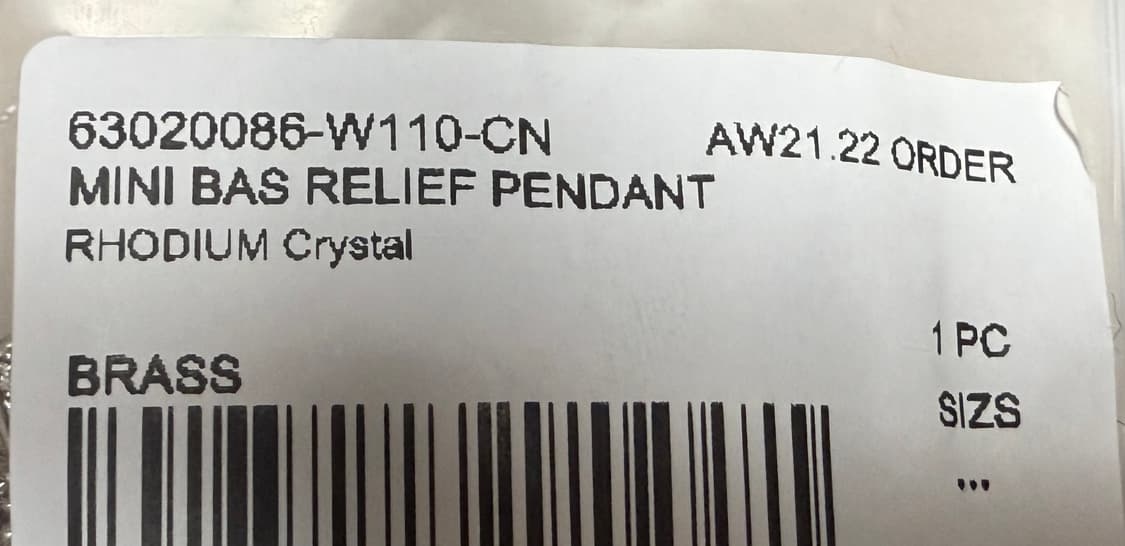 63020086-W110-CN AW21.22 ORDER
MINI BAS RELIEF PENDANT
RHODIUM Crystal
1 PC
BRASS
SIZS
...